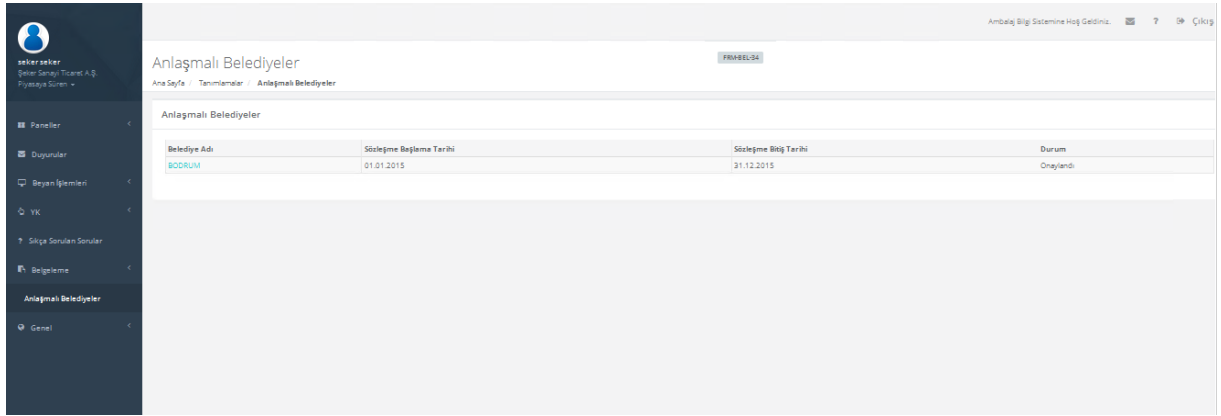 Ambalaj Bilgi Sistemine Hoş Geldiniz. ? Çıkış
seker seker
Şeker Sanayi Ticaret A.Ş.
Piyasaya Süren
Anlaşmalı Belediyeler
FRM-BEL-34
Ana Sayfa / Tanımlamalar / Anlaşmalı Belediyeler
Paneller
Duyurular
Beyan İşlemleri
YK
? Sıkça Sorulan Sorular
Belgeleme
Anlaşmalı Belediyeler
Genel
Anlaşmalı Belediyeler
Belediye Adı Sözleşme Başlama Tarihi Sözleşme Bitiş Tarihi Durum
BODRUM 01.01.2015 31.12.2015 Onaylandı